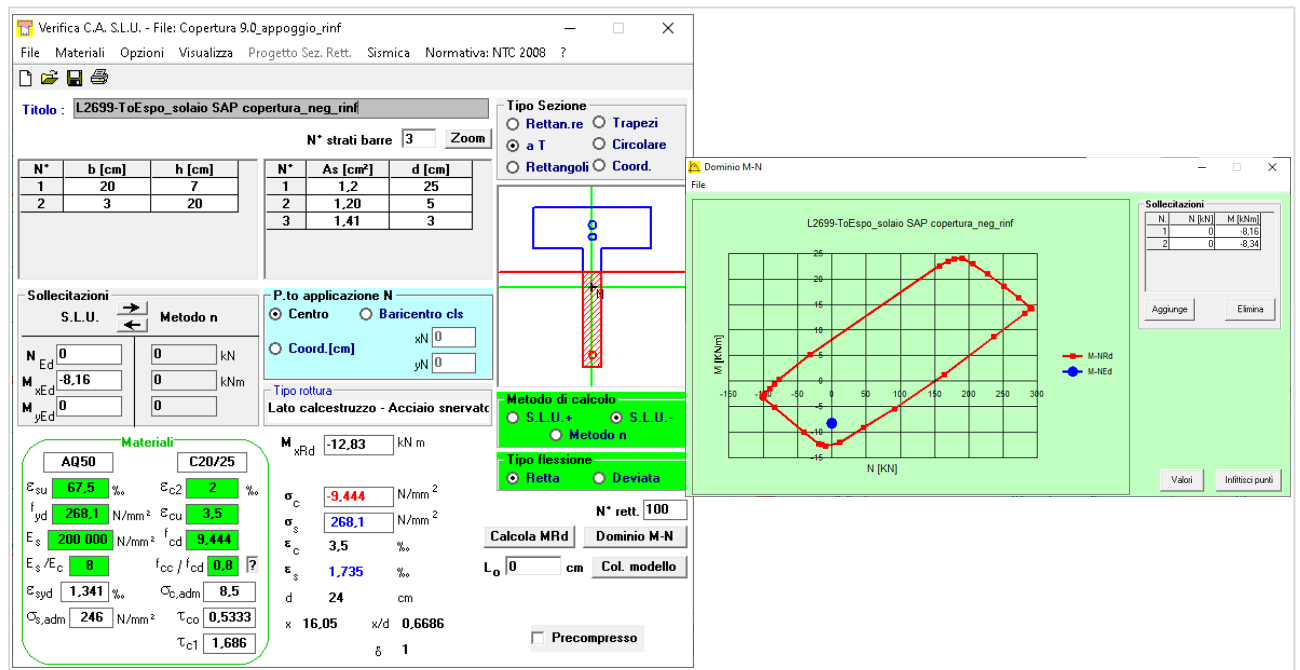 Verifica C.A. S.L.U. - File: Copertura 9.0_appoggio_rinf
File Materiali Opzioni Visualizza Progetto Sez. Rett. Sismica Normativa: NTC 2008 ?
Titolo : L2699-ToEspo_solaio SAP copertura_neg_rinf
N° strati barre 3 Zoom
N° b [cm] h [cm]
1 20 7
2 3 20
N° As [cm²] d [cm]
1 1,2 25
2 1,20 5
3 1,41 3
Tipo Sezione
Rettan.re Trapezi
a T Circolare
Rettangoli Coord.
N
Sollecitazioni
S.L.U. Metodo n
N Ed 0 0 kN
M xEd -8,16 0 kNm
M yEd 0 0
P.to applicazione N
Centro Baricentro cls
Coord.[cm] xN 0
yN 0
Tipo rottura
Lato calcestruzzo - Acciaio snervato
Metodo di calcolo
S.L.U.+ S.L.U.-
Metodo n
Tipo flessione
Retta Deviata
Materiali
AQ50 C20/25
εsu 67,5 ‰ εc2 2 ‰
fyd 268,1 N/mm² εcu 3,5
Es 200 000 N/mm² fcd 9,444
Es/Ec 8 fcc / fcd 0,8 ?
εsyd 1,341 ‰ σc,adm 8,5
σs,adm 246 N/mm² τco 0,5333
τc1 1,686
M xRd -12,83 kN m
σc -9,444 N/mm²
σs 268,1 N/mm²
εc 3,5 ‰
εs 1,735 ‰
d 24 cm
x 16,05 x/d 0,6686
δ 1
N° rett. 100
Calcola MRd Dominio M-N
Lo 0 cm Col. modello
Precompresso
Dominio M-N
File
L2699-ToEspo_solaio SAP copertura_neg_rinf
25
20
15
10
5
0
-5
-10
-15
-150 -100 -50 0 50 100 150 200 250 300
M [KNm]
N [KN]
M-NRd
M-NEd
Sollecitazioni
N. N [kN] M [kNm]
1 0 -8,16
2 0 -8,34
Aggiunge Elimina
Valori Infittisci punti